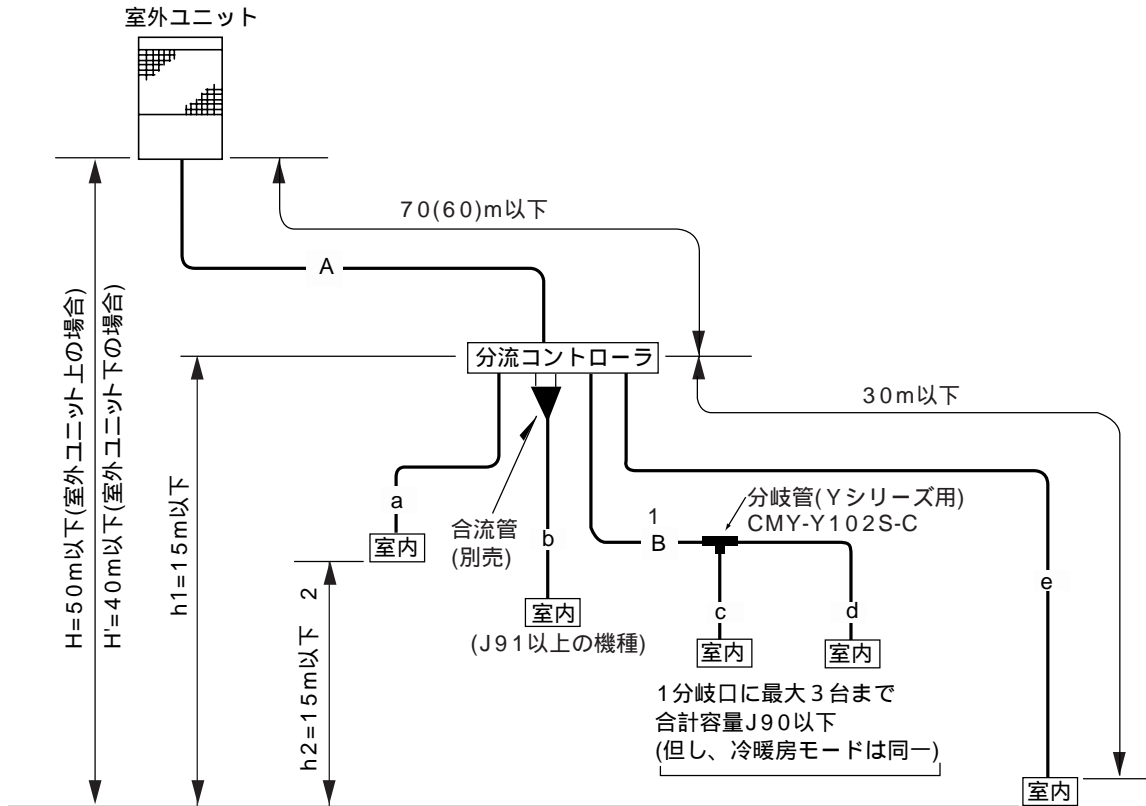 室外ユニット
70(60)m以下
A
分流コントローラ
30m以下
H=50m以下(室外ユニット上の場合)
H'=40m以下(室外ユニット下の場合)
h1=15m以下
a
室内
合流管
(別売)
b
1
B
分岐管(Yシリーズ用)
CMY-Y102S-C
e
h2=15m以下 2
室内
(J91以上の機種)
c
d
室内
室内
1分岐口に最大3台まで
合計容量J90以下
(但し、冷暖房モードは同一)
室内